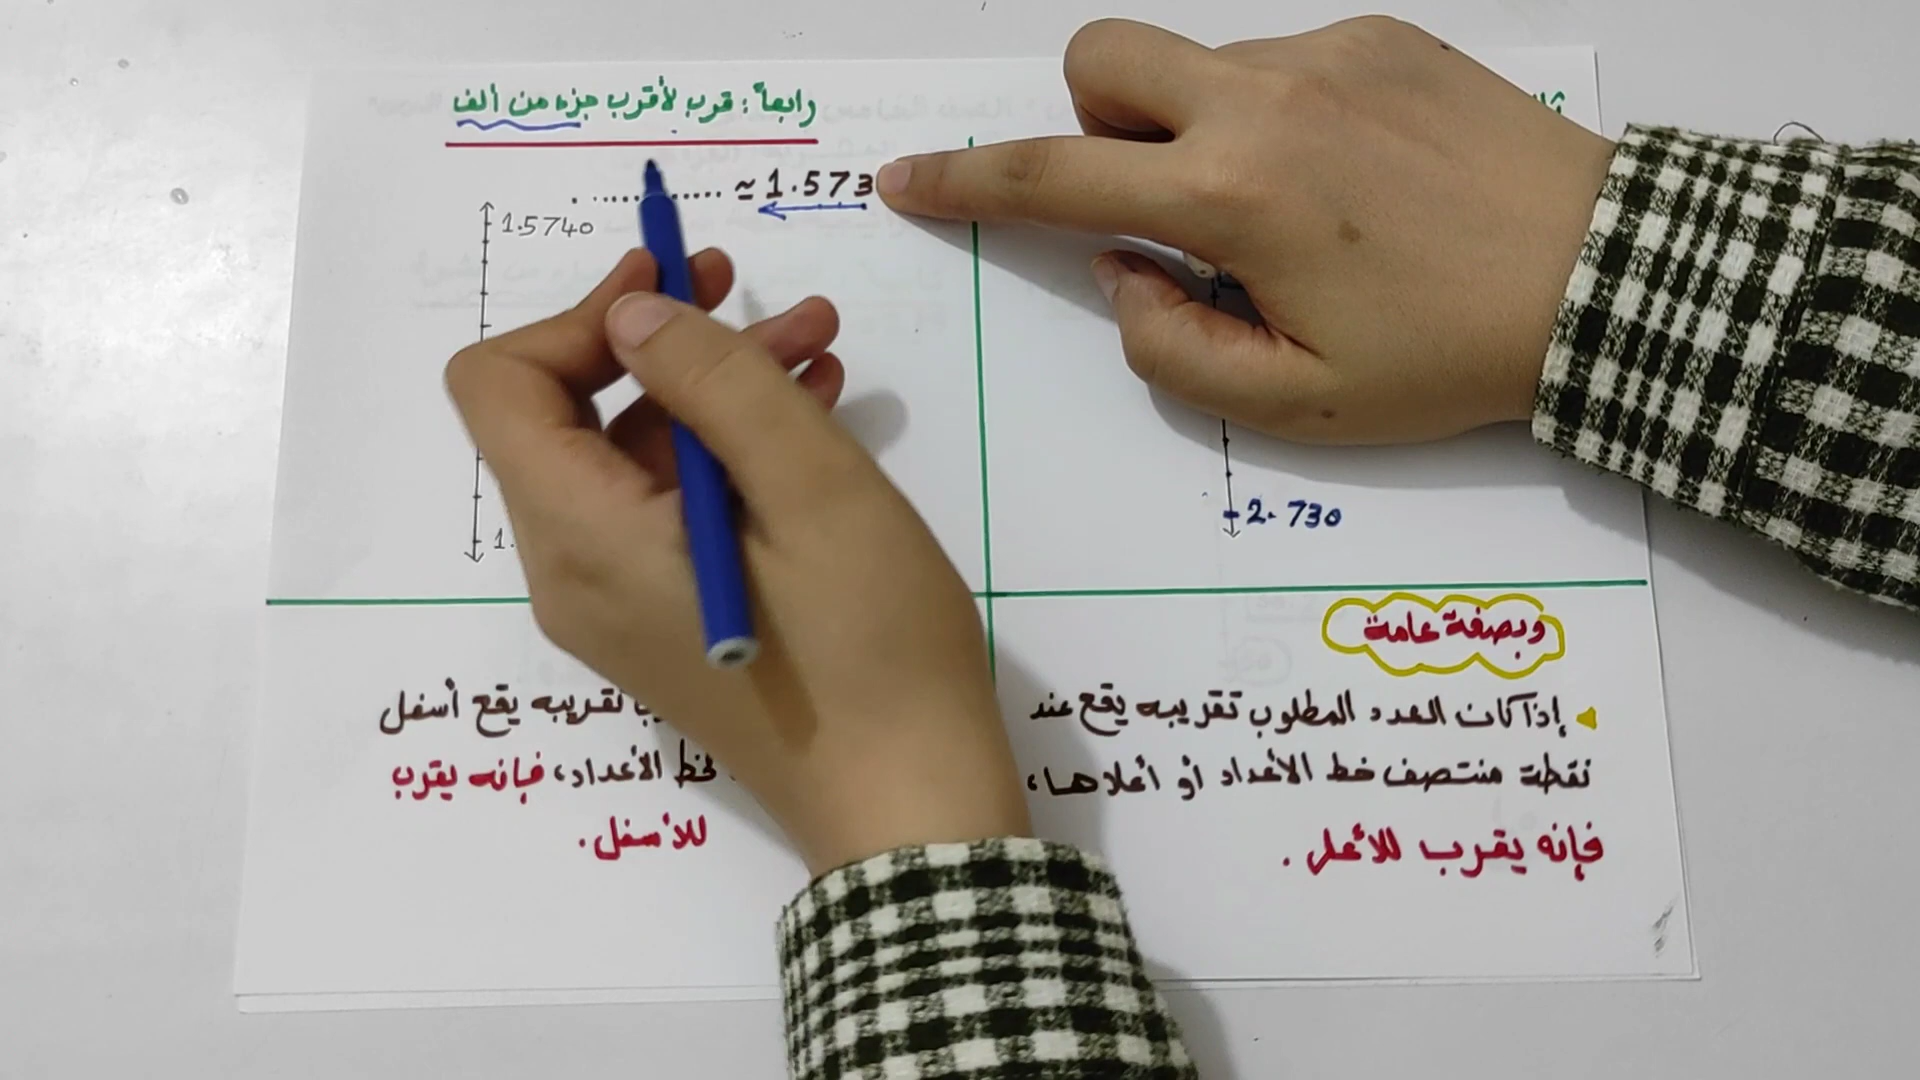 رابعاً: قرب لأقرب جزء من ألف
............ ≃ 1.573
1.5740
1.
2.730
وبصفة عامة
إذا كان العدد المطلوب تقريبه يقع عند
نقطة منتصف خط الأعداد أو أعلاها،
فإنه يقرب للأعلى.
تقريبه يقع أسفل
خط الأعداد، فإنه يقرب
للأسفل.